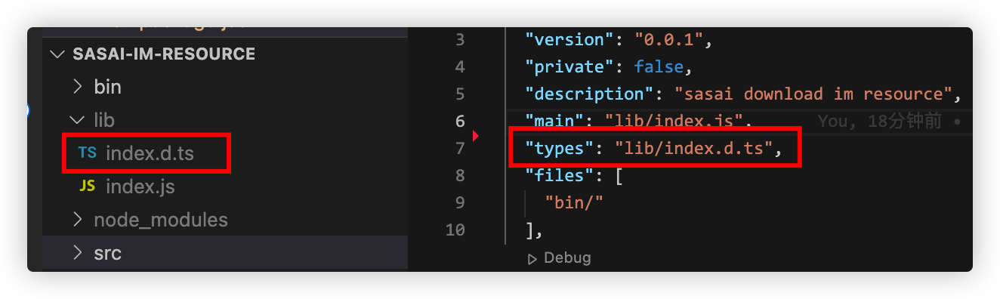 SASAI-IM-RESOURCE
bin
lib
TS index.d.ts
JS index.js
node_modules
src
3 "version": "0.0.1",
4 "private": false,
5 "description": "sasai download im resource",
6 "main": "lib/index.js", You, 18分钟前 •
7 "types": "lib/index.d.ts",
8 "files": [
9 "bin/"
10 ],
Debug